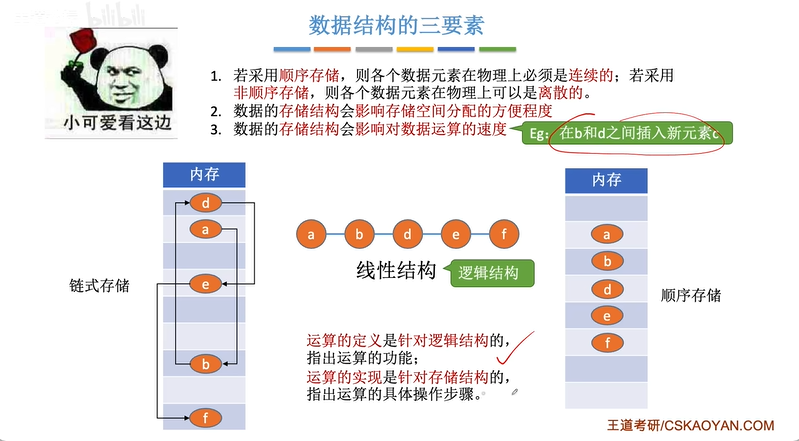 bilibili
数据结构的三要素
小可爱看这边
1. 若采用顺序存储，则各个数据元素在物理上必须是连续的；若采用
非顺序存储，则各个数据元素在物理上可以是离散的。
2. 数据的存储结构会影响存储空间分配的方便程度
3. 数据的存储结构会影响对数据运算的速度
Eg：在b和d之间插入新元素c
内存
d
a
e
b
f
链式存储
a b d e f
线性结构
逻辑结构
运算的定义是针对逻辑结构的，
指出运算的功能；
运算的实现是针对存储结构的，
指出运算的具体操作步骤。
内存
a
b
d
e
f
顺序存储
王道考研/CSKAOYAN.COM